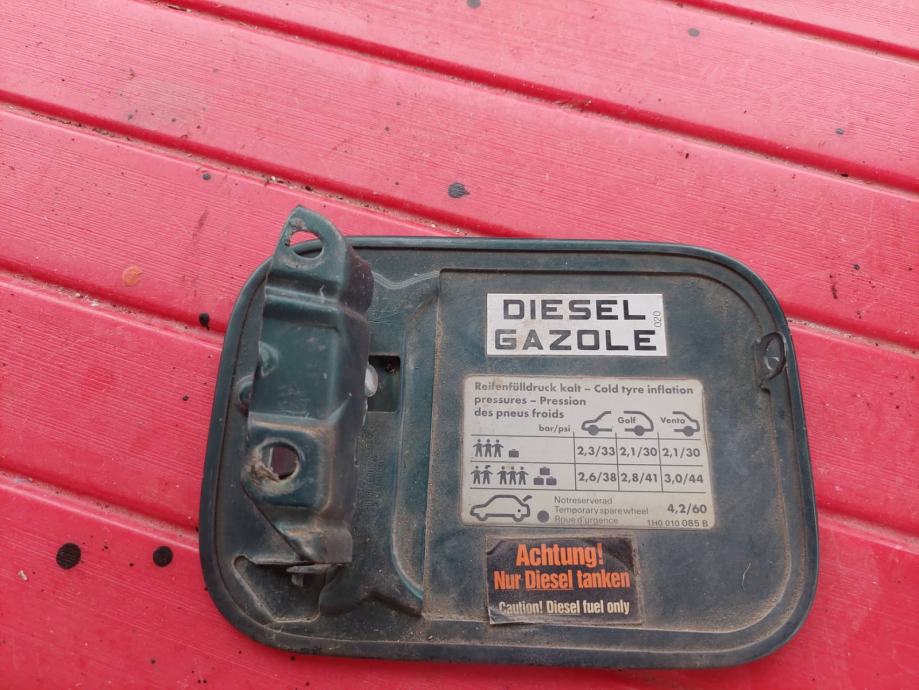 DIESEL
GAZOLE
020
Reifenfülldruck kalt – Cold tyre inflation
pressures – Pression
des pneus froids
bar/psi
Golf
Vento
2,3/33 2,1/30 2,1/30
2,6/38 2,8/41 3,0/44
Notreserverad
Temporary spare wheel
Roue d'urgence
4,2/60
1H0 010 085 B
Achtung!
Nur Diesel tanken
Caution! Diesel fuel only